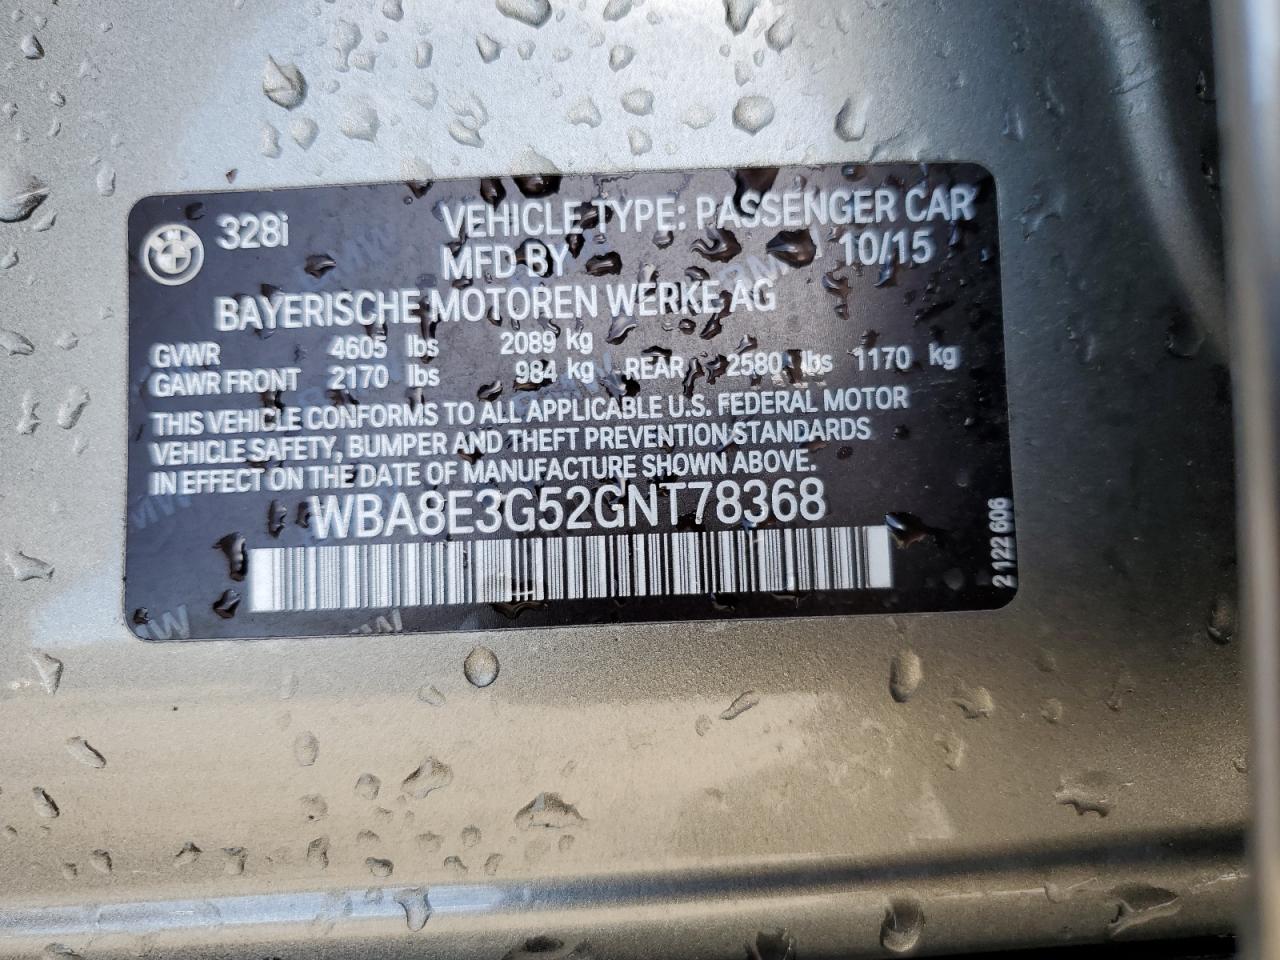 328i VEHICLE TYPE: PASSENGER CAR
MFD BY 10/15
BAYERISCHE MOTOREN WERKE AG
GVWR 4605 lbs 2089 kg
GAWR FRONT 2170 lbs 984 kg REAR 2580 lbs 1170 kg
THIS VEHICLE CONFORMS TO ALL APPLICABLE U.S. FEDERAL MOTOR
VEHICLE SAFETY, BUMPER AND THEFT PREVENTION STANDARDS
IN EFFECT ON THE DATE OF MANUFACTURE SHOWN ABOVE.
WBA8E3G52GNT78368
2 122 606